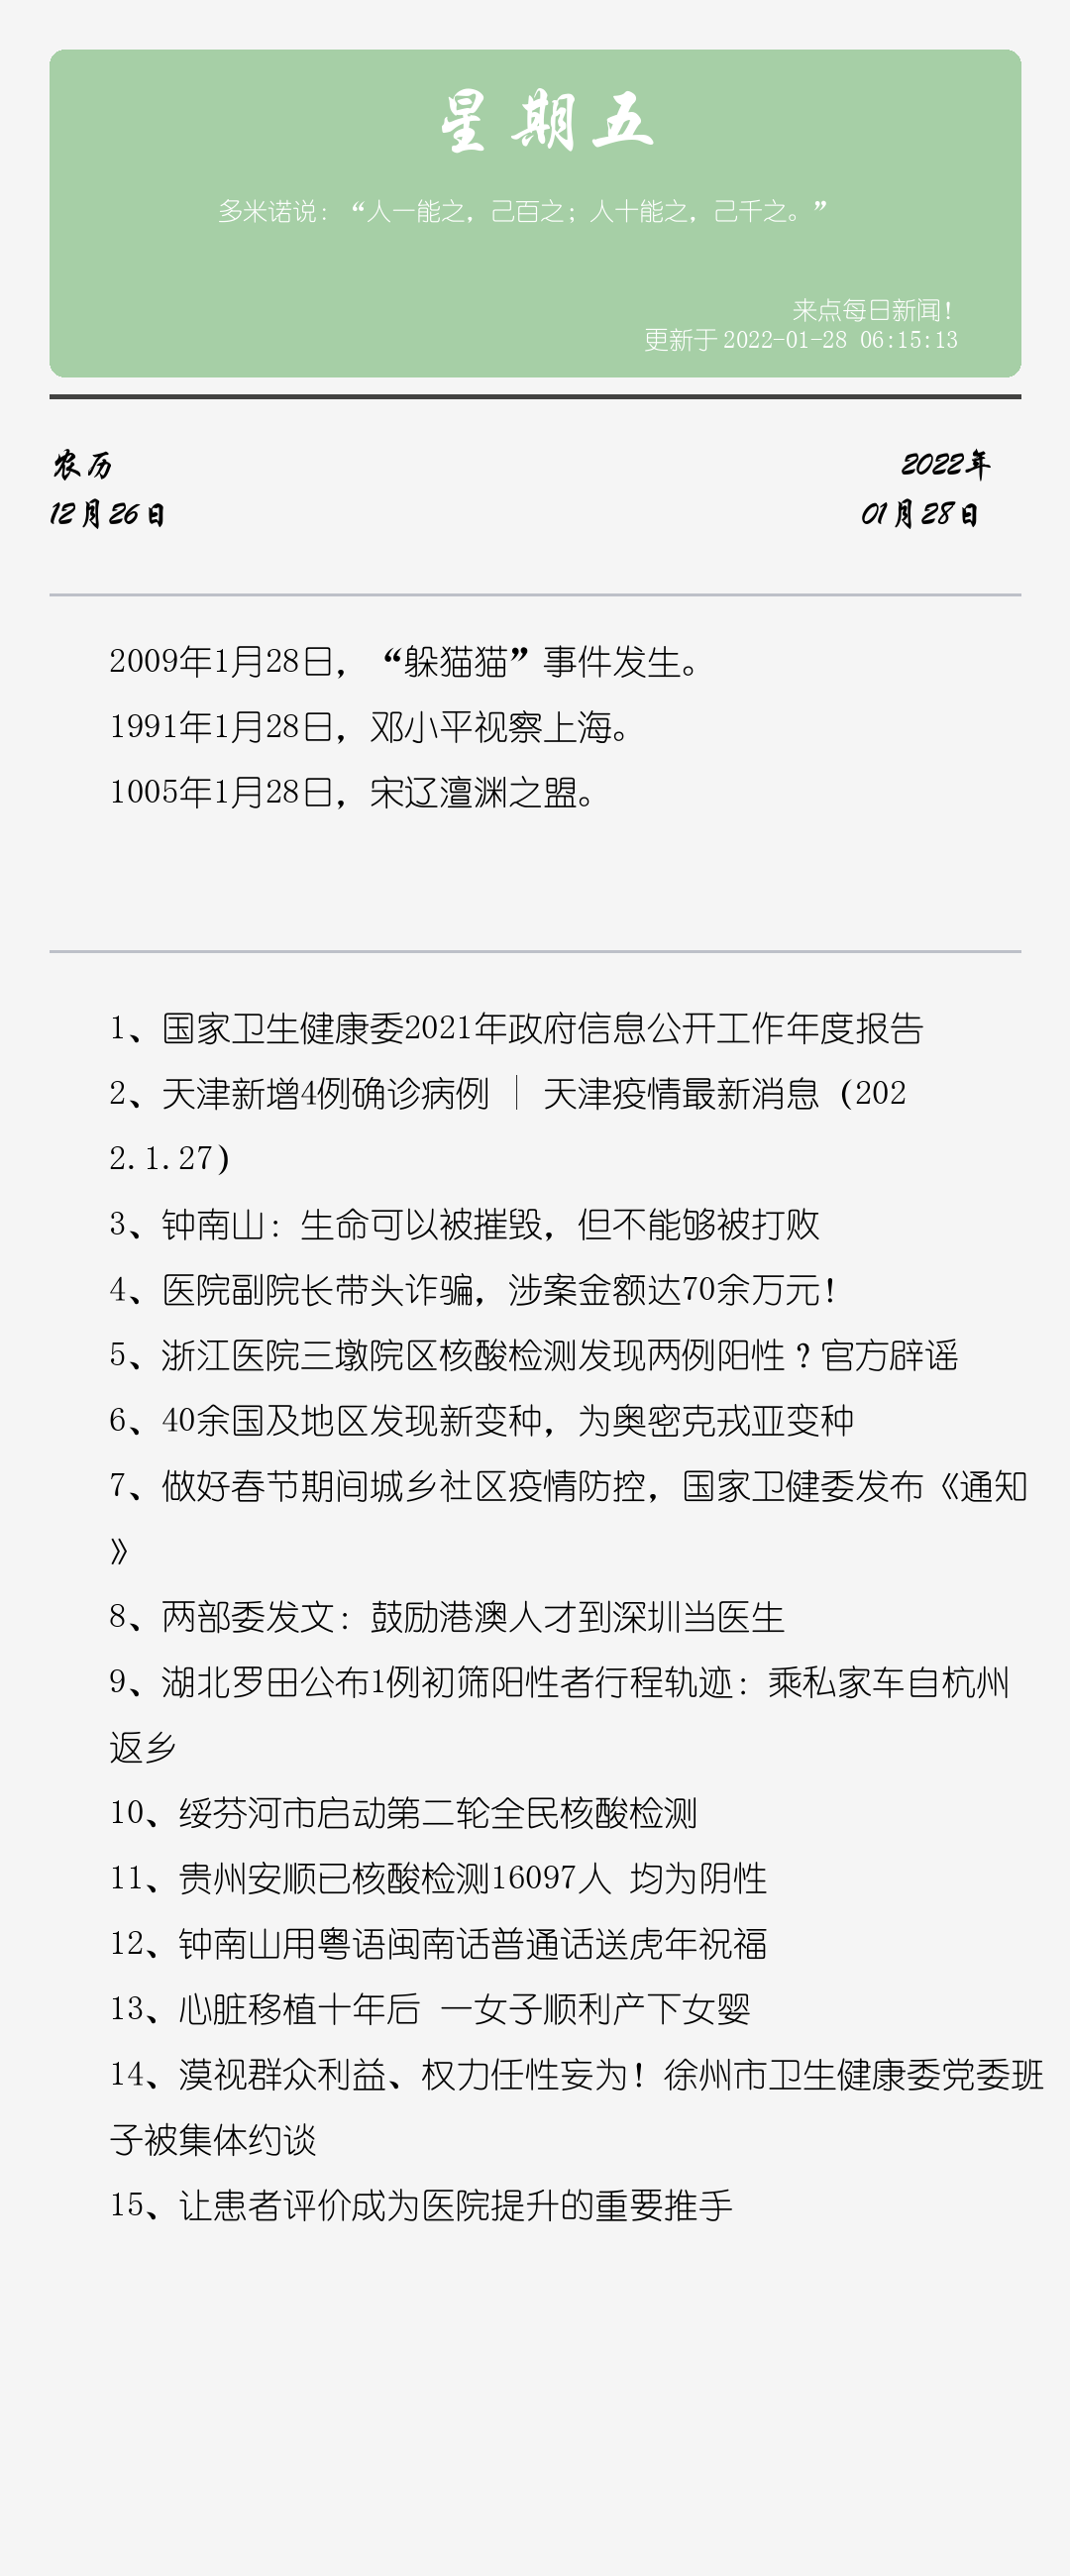 星期五
多米诺说：“人一能之，己百之；人十能之，己千之。”
来点每日新闻！
更新于 2022-01-28 06:15:13
农历
2022年
12月26日
01月28日
2009年1月28日，“躲猫猫”事件发生。
1991年1月28日，邓小平视察上海。
1005年1月28日，宋辽澶渊之盟。
1、国家卫生健康委2021年政府信息公开工作年度报告
2、天津新增4例确诊病例 | 天津疫情最新消息（202
2.1.27）
3、钟南山：生命可以被摧毁，但不能够被打败
4、医院副院长带头诈骗，涉案金额达70余万元！
5、浙江医院三墩院区核酸检测发现两例阳性？官方辟谣
6、40余国及地区发现新变种，为奥密克戎亚变种
7、做好春节期间城乡社区疫情防控，国家卫健委发布《通知
》
8、两部委发文：鼓励港澳人才到深圳当医生
9、湖北罗田公布1例初筛阳性者行程轨迹：乘私家车自杭州
返乡
10、绥芬河市启动第二轮全民核酸检测
11、贵州安顺已核酸检测16097人 均为阴性
12、钟南山用粤语闽南话普通话送虎年祝福
13、心脏移植十年后 一女子顺利产下女婴
14、漠视群众利益、权力任性妄为！徐州市卫生健康委党委班
子被集体约谈
15、让患者评价成为医院提升的重要推手